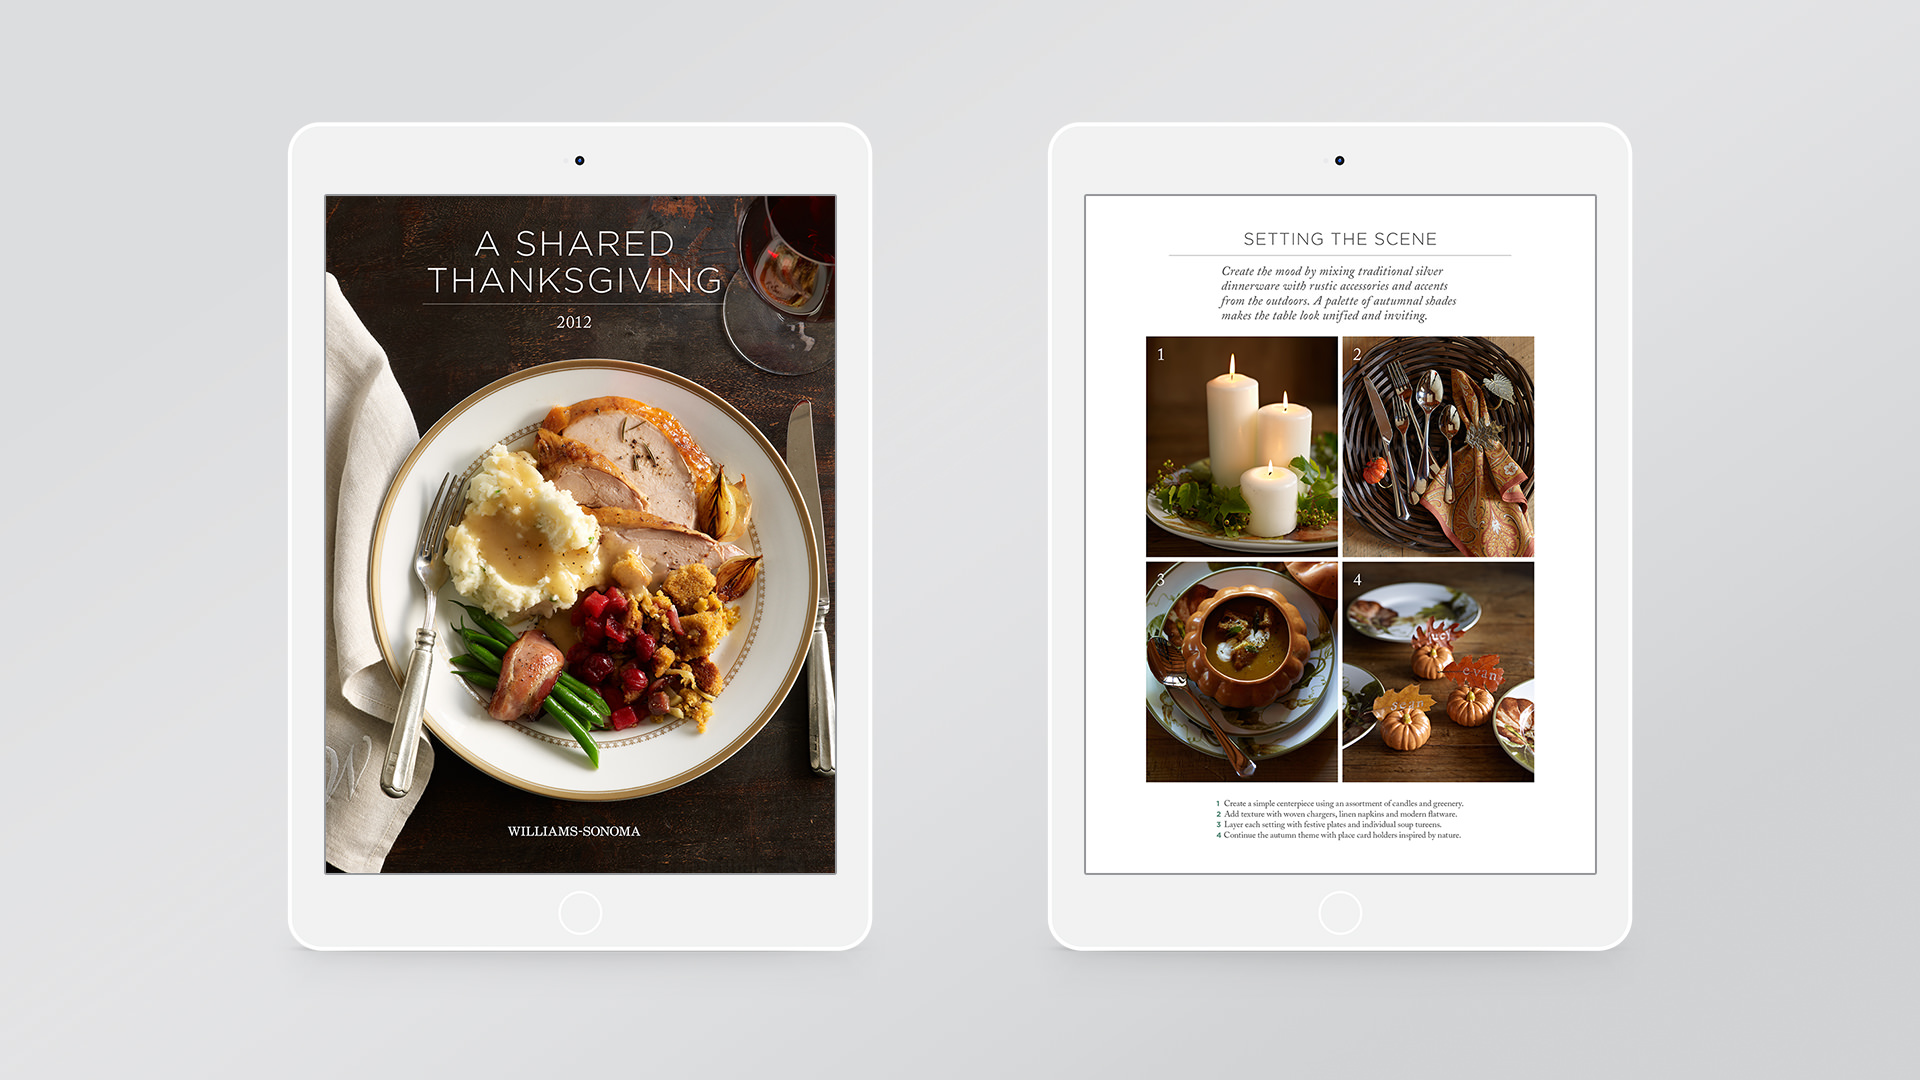 A SHARED
THANKSGIVING
2012
W
WILLIAMS-SONOMA
SETTING THE SCENE
Create the mood by mixing traditional silver
dinnerware with rustic accessories and accents
from the outdoors. A palette of autumnal shades
makes the table look unified and inviting.
1
2
3
4
evan
sean
1 Create a simple centerpiece using an assortment of candles and greenery.
2 Add texture with woven chargers, linen napkins and modern flatware.
3 Layer each setting with festive plates and individual soup tureens.
4 Continue the autumn theme with place card holders inspired by nature.